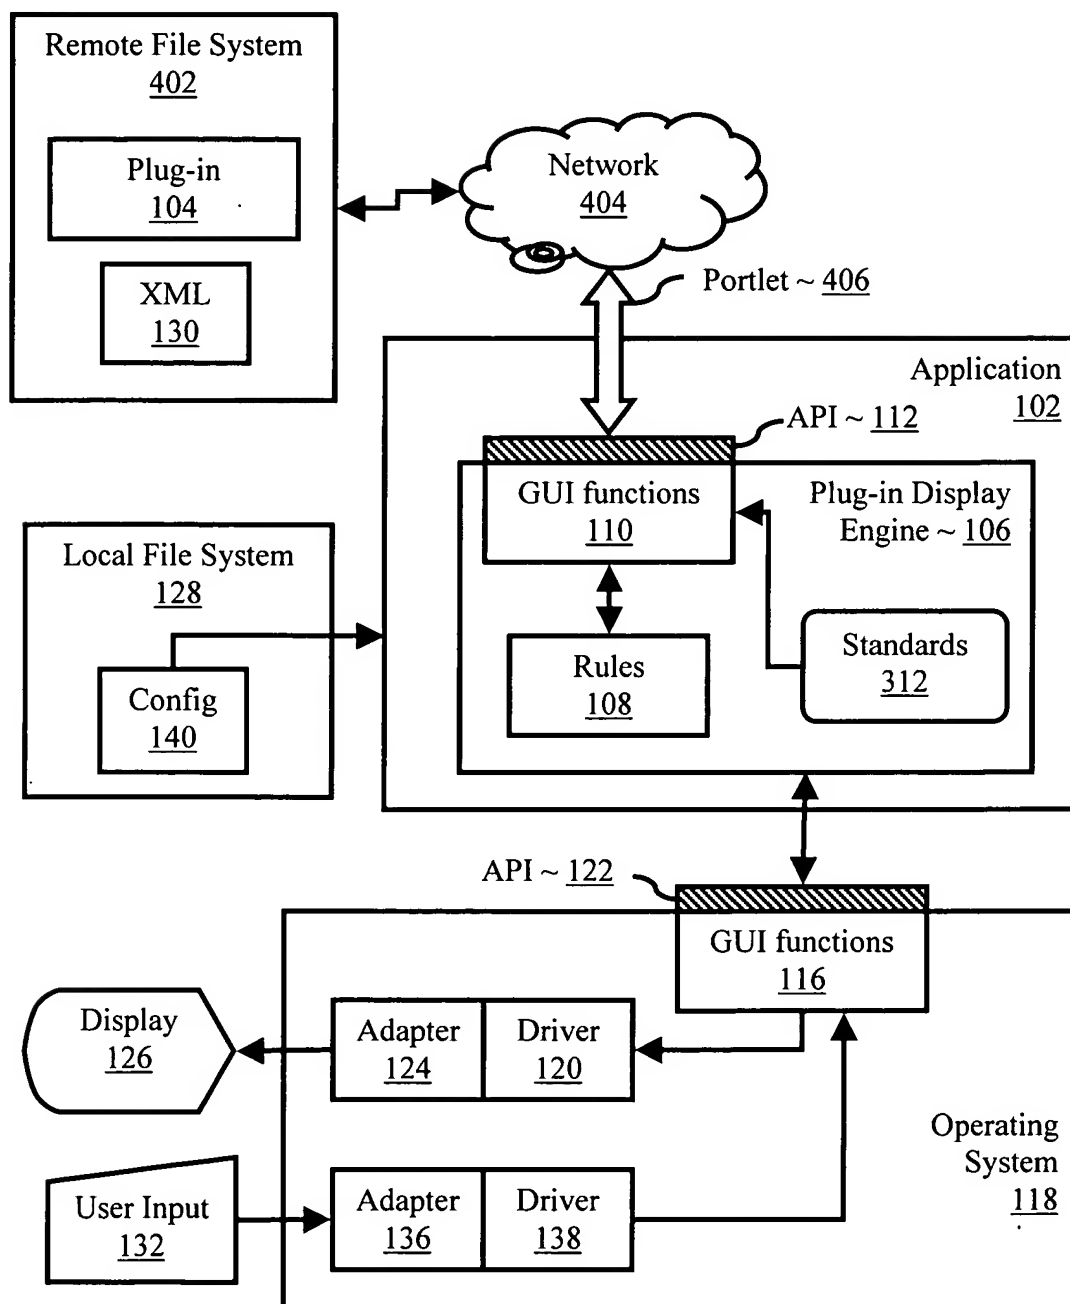 Remote File System
402
Plug-in
104
XML
130
Network
404
Portlet ~ 406
Application
102
API ~ 112
GUI functions
110
Plug-in Display
Engine ~ 106
Rules
108
Standards
312
Local File System
128
Config
140
API ~ 122
GUI functions
116
Display
126
Adapter
124
Driver
120
Operating
System
118
User Input
132
Adapter
136
Driver
138